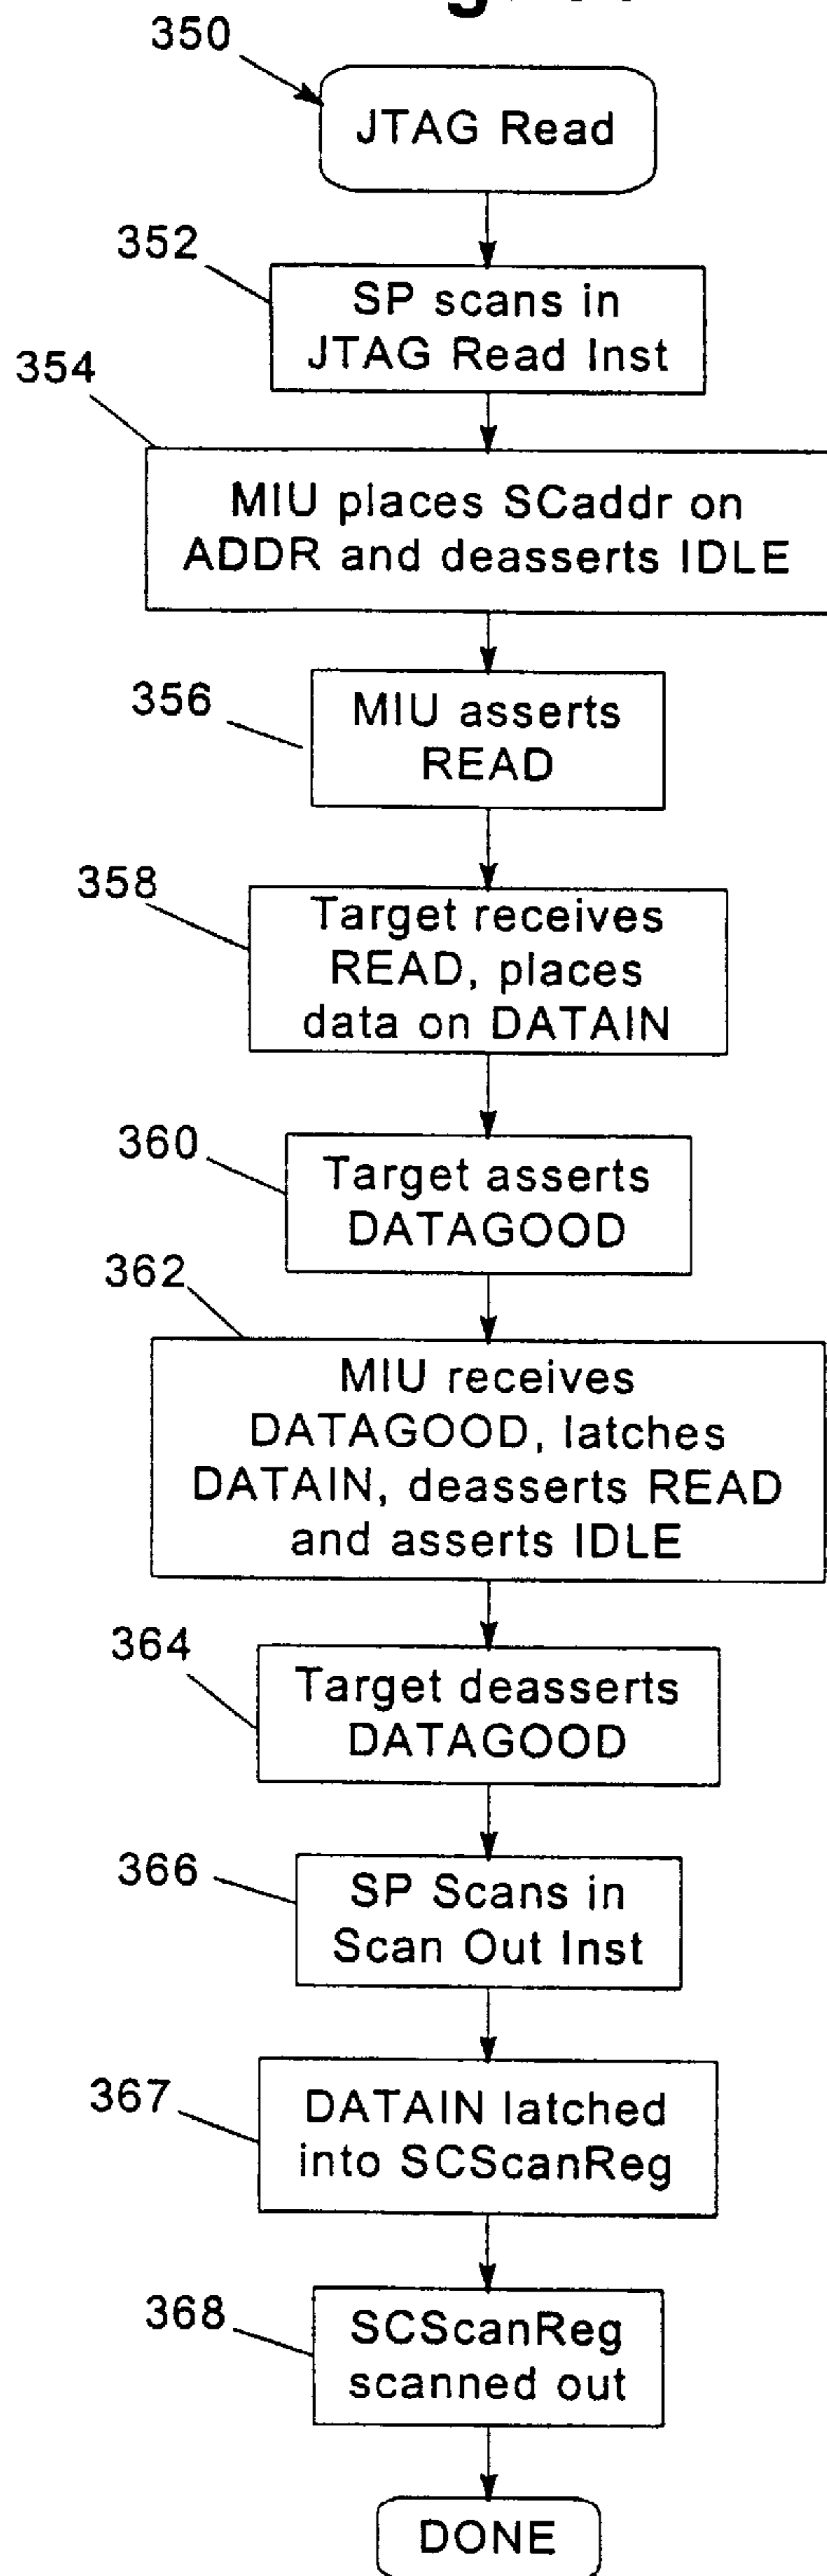 350
JTAG Read
352
SP scans in
JTAG Read Inst
354
MIU places SCaddr on
ADDR and deasserts IDLE
356
MIU asserts
READ
358
Target receives
READ, places
data on DATAIN
360
Target asserts
DATAGOOD
362
MIU receives
DATAGOOD, latches
DATAIN, deasserts READ
and asserts IDLE
364
Target deasserts
DATAGOOD
366
SP Scans in
Scan Out Inst
367
DATAIN latched
into SCScanReg
368
SCScanReg
scanned out
DONE